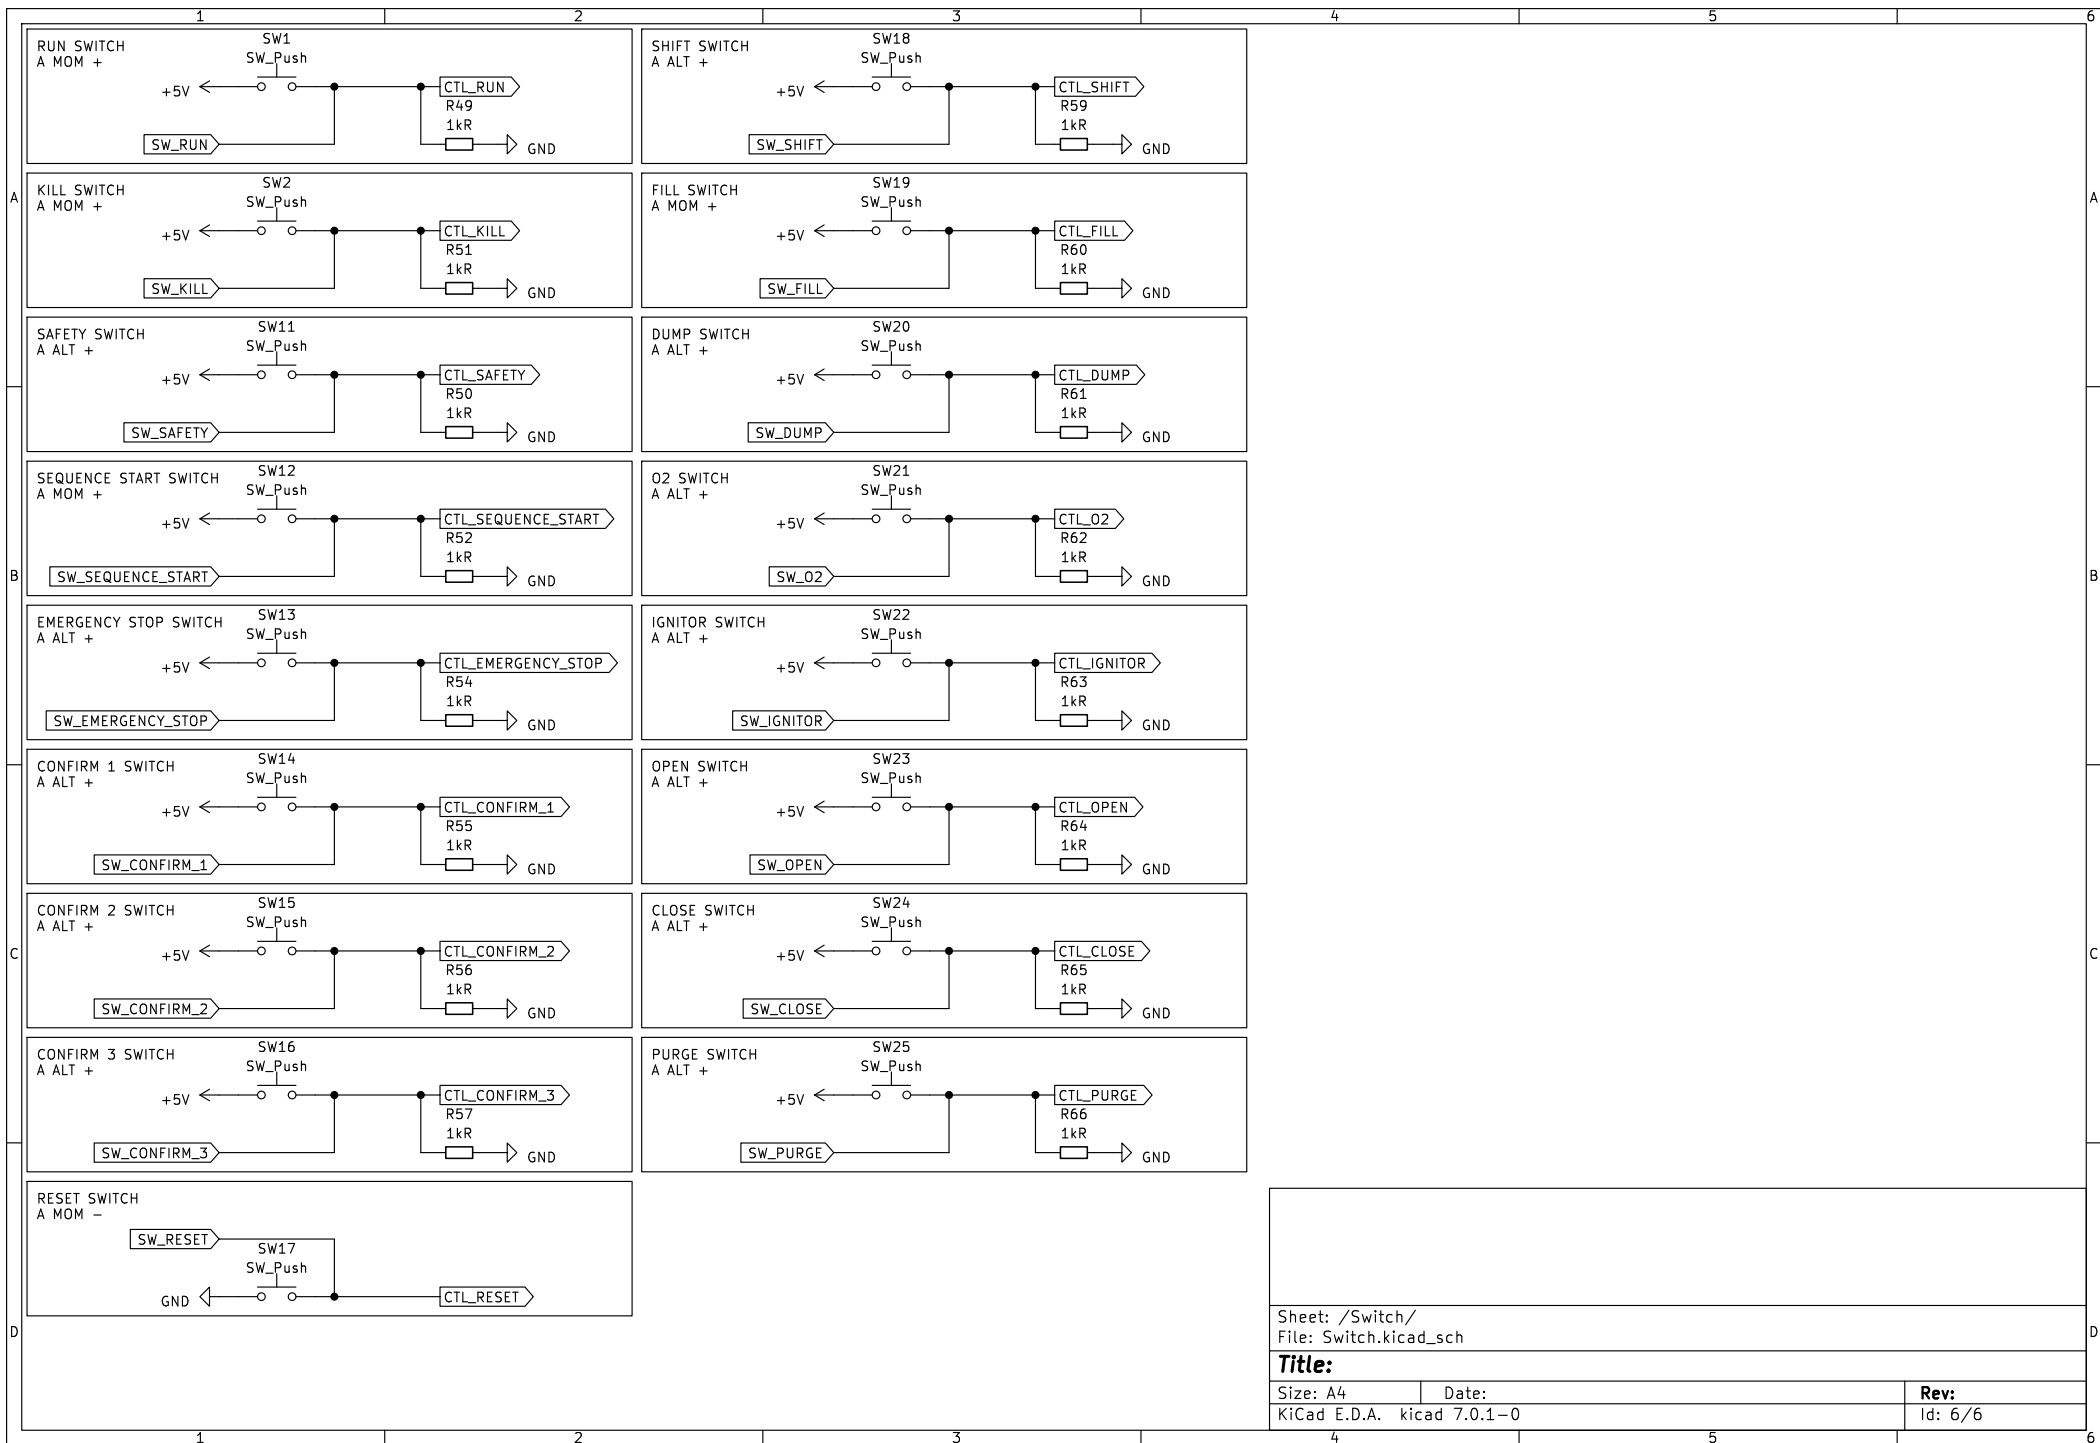 1 2 3 4 5 6
RUN SWITCH
A MOM +
SW1
SW_Push
+5V
CTL_RUN
R49
1kR
SW_RUN
GND
SHIFT SWITCH
A ALT +
SW18
SW_Push
+5V
CTL_SHIFT
R59
1kR
SW_SHIFT
GND
A
KILL SWITCH
A MOM +
SW2
SW_Push
+5V
CTL_KILL
R51
1kR
SW_KILL
GND
FILL SWITCH
A MOM +
SW19
SW_Push
+5V
CTL_FILL
R60
1kR
SW_FILL
GND
A
SAFETY SWITCH
A ALT +
SW11
SW_Push
+5V
CTL_SAFETY
R50
1kR
SW_SAFETY
GND
DUMP SWITCH
A ALT +
SW20
SW_Push
+5V
CTL_DUMP
R61
1kR
SW_DUMP
GND
SEQUENCE START SWITCH
A MOM +
SW12
SW_Push
+5V
CTL_SEQUENCE_START
R52
1kR
SW_SEQUENCE_START
GND
B
O2 SWITCH
A ALT +
SW21
SW_Push
+5V
CTL_O2
R62
1kR
SW_O2
GND
B
EMERGENCY STOP SWITCH
A ALT +
SW13
SW_Push
+5V
CTL_EMERGENCY_STOP
R54
1kR
SW_EMERGENCY_STOP
GND
IGNITOR SWITCH
A ALT +
SW22
SW_Push
+5V
CTL_IGNITOR
R63
1kR
SW_IGNITOR
GND
CONFIRM 1 SWITCH
A ALT +
SW14
SW_Push
+5V
CTL_CONFIRM_1
R55
1kR
SW_CONFIRM_1
GND
OPEN SWITCH
A ALT +
SW23
SW_Push
+5V
CTL_OPEN
R64
1kR
SW_OPEN
GND
CONFIRM 2 SWITCH
A ALT +
SW15
SW_Push
+5V
CTL_CONFIRM_2
R56
1kR
SW_CONFIRM_2
GND
C
CLOSE SWITCH
A ALT +
SW24
SW_Push
+5V
CTL_CLOSE
R65
1kR
SW_CLOSE
GND
C
CONFIRM 3 SWITCH
A ALT +
SW16
SW_Push
+5V
CTL_CONFIRM_3
R57
1kR
SW_CONFIRM_3
GND
PURGE SWITCH
A ALT +
SW25
SW_Push
+5V
CTL_PURGE
R66
1kR
SW_PURGE
GND
RESET SWITCH
A MOM -
SW_RESET
SW17
SW_Push
GND
CTL_RESET
D
Sheet: /Switch/
File: Switch.kicad_sch
D
Title:
Size: A4 Date: Rev:
KiCad E.D.A. kicad 7.0.1-0 Id: 6/6
1 2 3 4 5 6